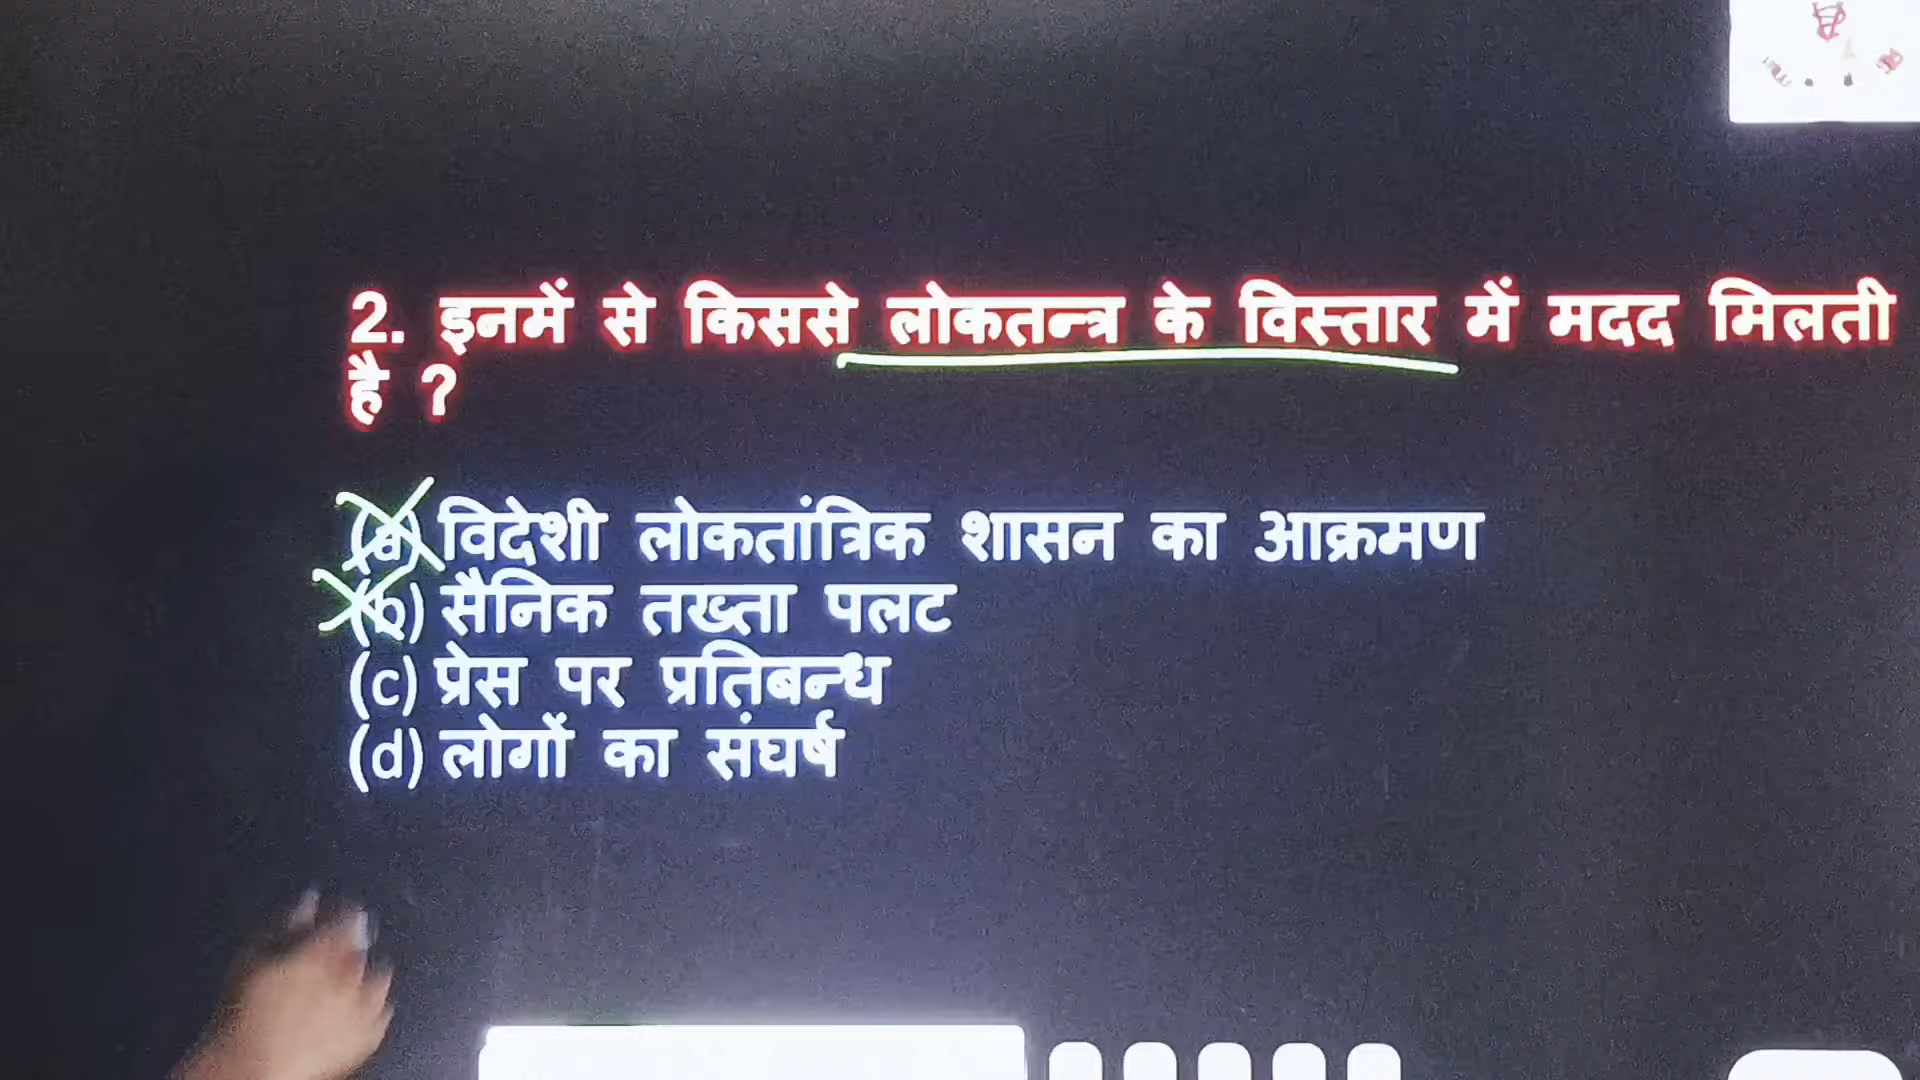 2. इनमें से किससे लोकतन्त्र के विस्तार में मदद मिलती
है ?
(a) विदेशी लोकतांत्रिक शासन का आक्रमण
(b) सैनिक तख्ता पलट
(c) प्रेस पर प्रतिबन्ध
(d) लोगों का संघर्ष